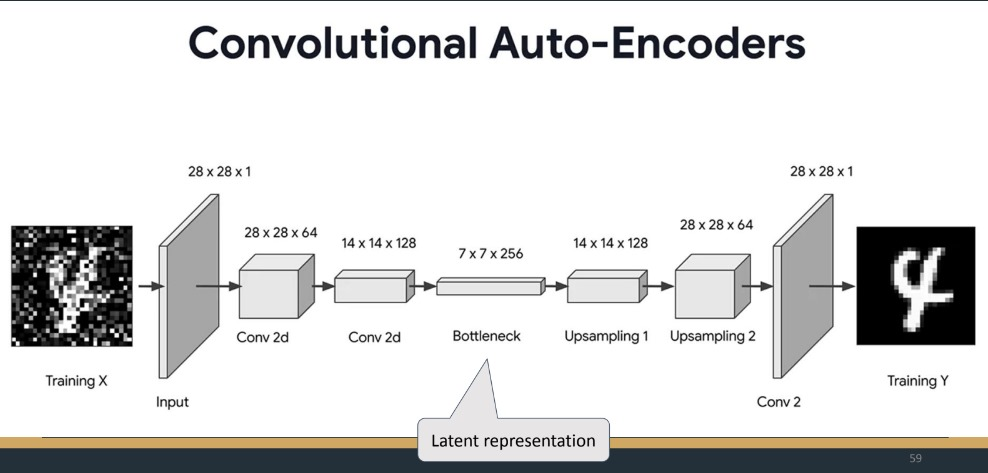 Convolutional Auto-Encoders
28 x 28 x 1
28 x 28 x 64
14 x 14 x 128
7 x 7 x 256
14 x 14 x 128
28 x 28 x 64
28 x 28 x 1
Conv 2d
Conv 2d
Bottleneck
Upsampling 1
Upsampling 2
Training X
Input
Conv 2
Training Y
Latent representation
59